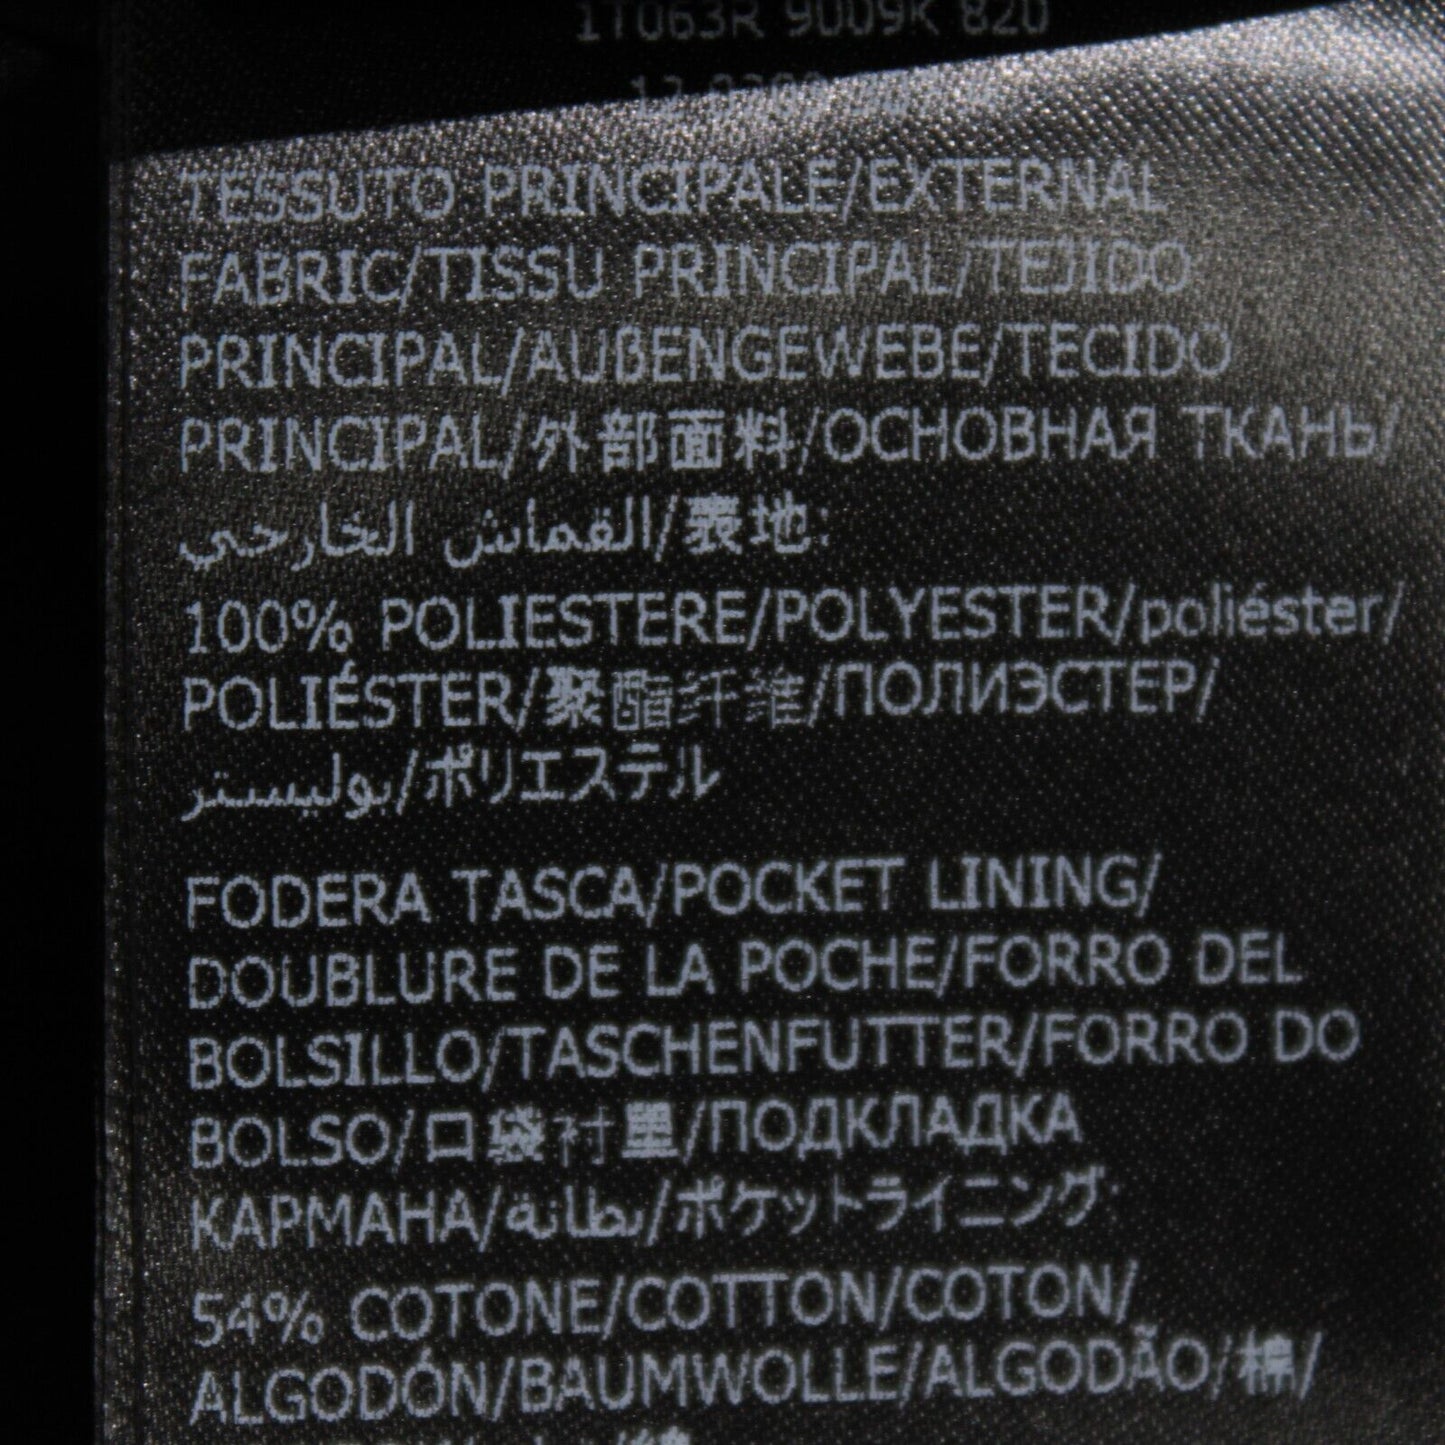 1T063R 9009K 820
TESSUTO PRINCIPALE/EXTERNAL
FABRIC/TISSU PRINCIPAL/TEJIDO
PRINCIPAL/AUßENGEWEBE/TECIDO
PRINCIPAL/外部面料/ОСНОВНАЯ ТКАНЬ/
القماش الخارجي/表地:
100% POLIESTERE/POLYESTER/poliéster/
POLIÉSTER/聚酯纤维/ПОЛИЭСТЕР/
بوليستر/ポリエステル
FODERA TASCA/POCKET LINING/
DOUBLURE DE LA POCHE/FORRO DEL
BOLSILLO/TASCHENFUTTER/FORRO DO
BOLSO/口袋衬里/ПОДКЛАДКА
КАРМАНА/بطانة/ポケットライニング:
54% COTONE/COTTON/COTON/
ALGODÓN/BAUMWOLLE/ALGODÃO/棉/